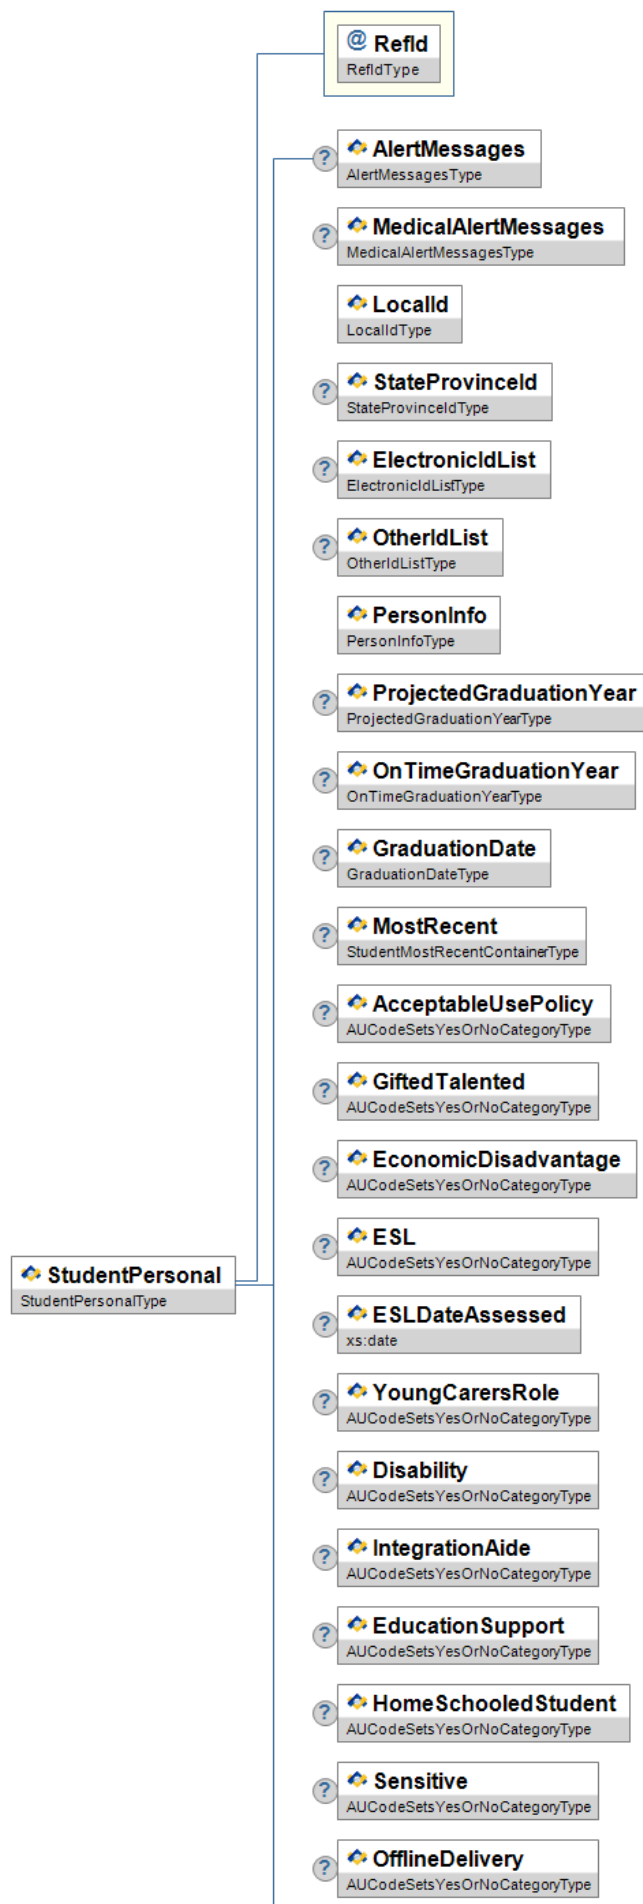 @ RefId
RefIdType
? AlertMessages
AlertMessagesType
? MedicalAlertMessages
MedicalAlertMessagesType
LocalId
LocalIdType
? StateProvinceId
StateProvinceIdType
? ElectronicIdList
ElectronicIdListType
? OtherIdList
OtherIdListType
PersonInfo
PersonInfoType
? ProjectedGraduationYear
ProjectedGraduationYearType
? OnTimeGraduationYear
OnTimeGraduationYearType
? GraduationDate
GraduationDateType
? MostRecent
StudentMostRecentContainerType
? AcceptableUsePolicy
AUCodeSetsYesOrNoCategoryType
? GiftedTalented
AUCodeSetsYesOrNoCategoryType
? EconomicDisadvantage
AUCodeSetsYesOrNoCategoryType
? ESL
AUCodeSetsYesOrNoCategoryType
StudentPersonal
StudentPersonalType
? ESLDateAssessed
xs:date
? YoungCarersRole
AUCodeSetsYesOrNoCategoryType
? Disability
AUCodeSetsYesOrNoCategoryType
? IntegrationAide
AUCodeSetsYesOrNoCategoryType
? EducationSupport
AUCodeSetsYesOrNoCategoryType
? HomeSchooledStudent
AUCodeSetsYesOrNoCategoryType
? Sensitive
AUCodeSetsYesOrNoCategoryType
? OfflineDelivery
AUCodeSetsYesOrNoCategoryType